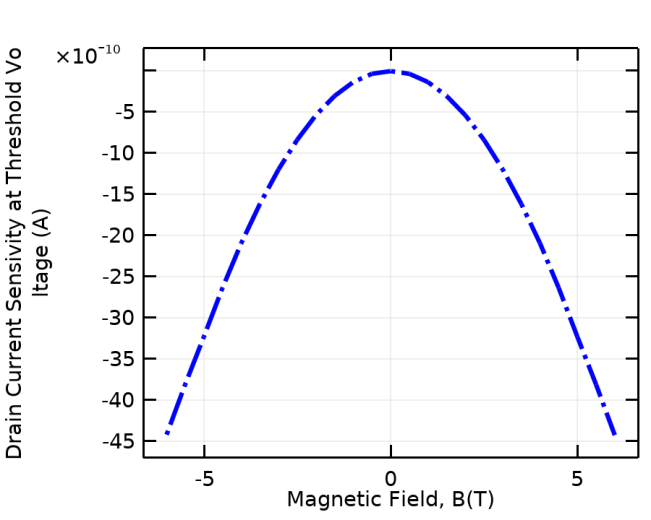 ×10⁻¹⁰
Drain Current Sensivity at Threshold Vo
ltage (A)
-5
-10
-15
-20
-25
-30
-35
-40
-45
-5 0 5
Magnetic Field, B(T)